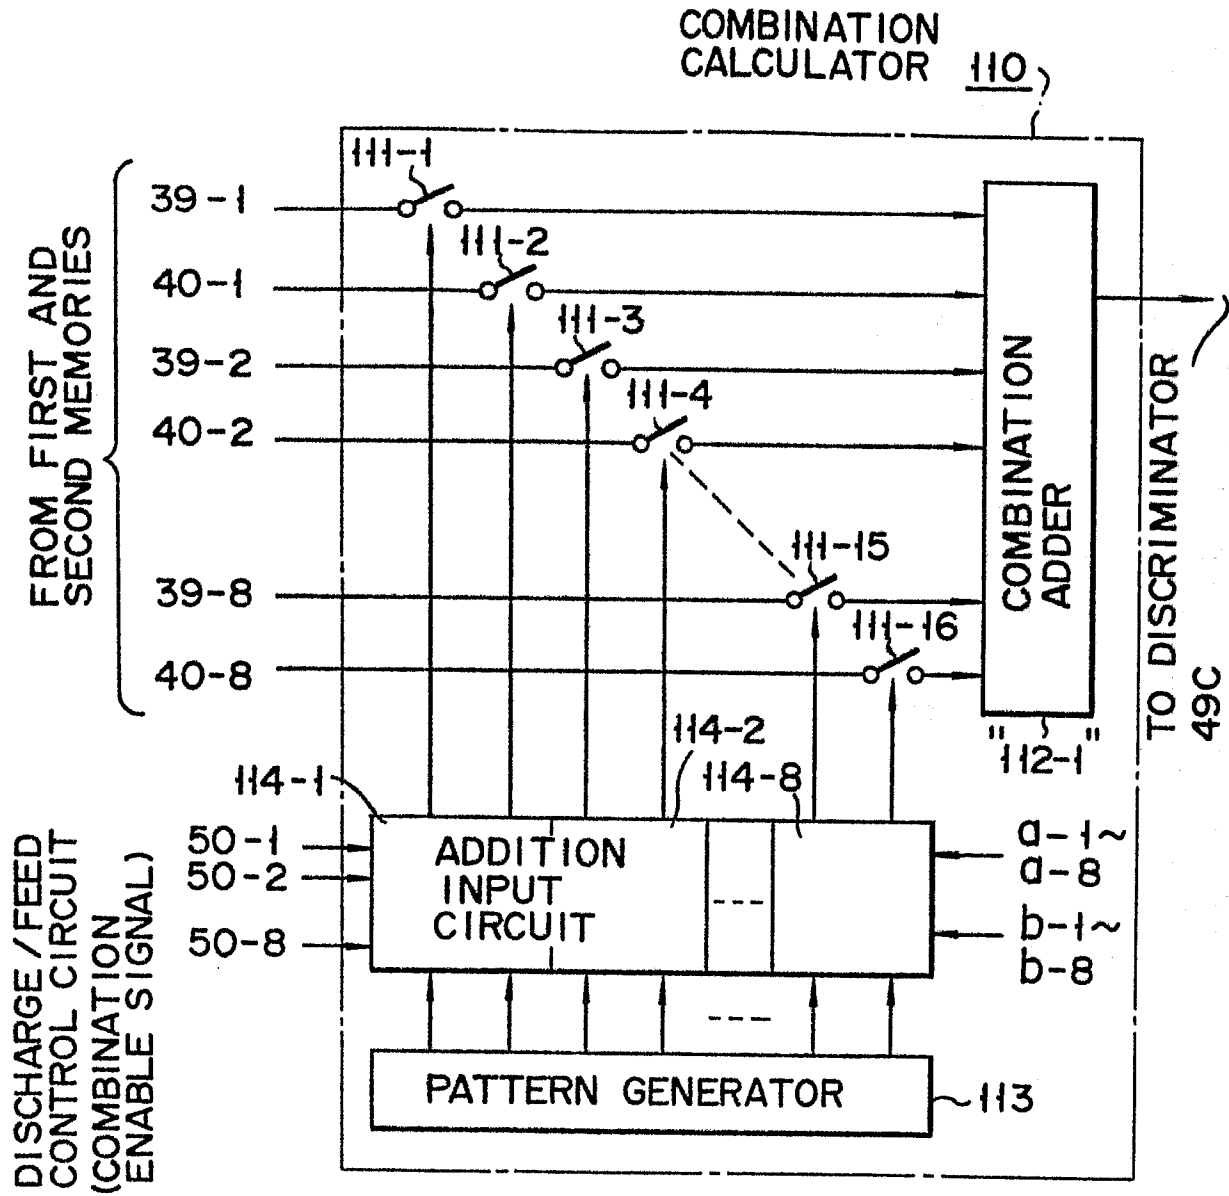 COMBINATION
CALCULATOR 110
111-1
39-1
111-2
40-1
111-3
39-2
111-4
40-2
111-15
39-8
111-16
40-8
FROM FIRST AND
SECOND MEMORIES
COMBINATION
ADDER
"112-1"
TO DISCRIMINATOR
49C
114-1
114-2
114-8
50-1
50-2
50-8
ADDITION
INPUT
CIRCUIT
----
a-1~
a-8
b-1~
b-8
----
DISCHARGE/FEED
CONTROL CIRCUIT
(COMBINATION
ENABLE SIGNAL)
PATTERN GENERATOR
113